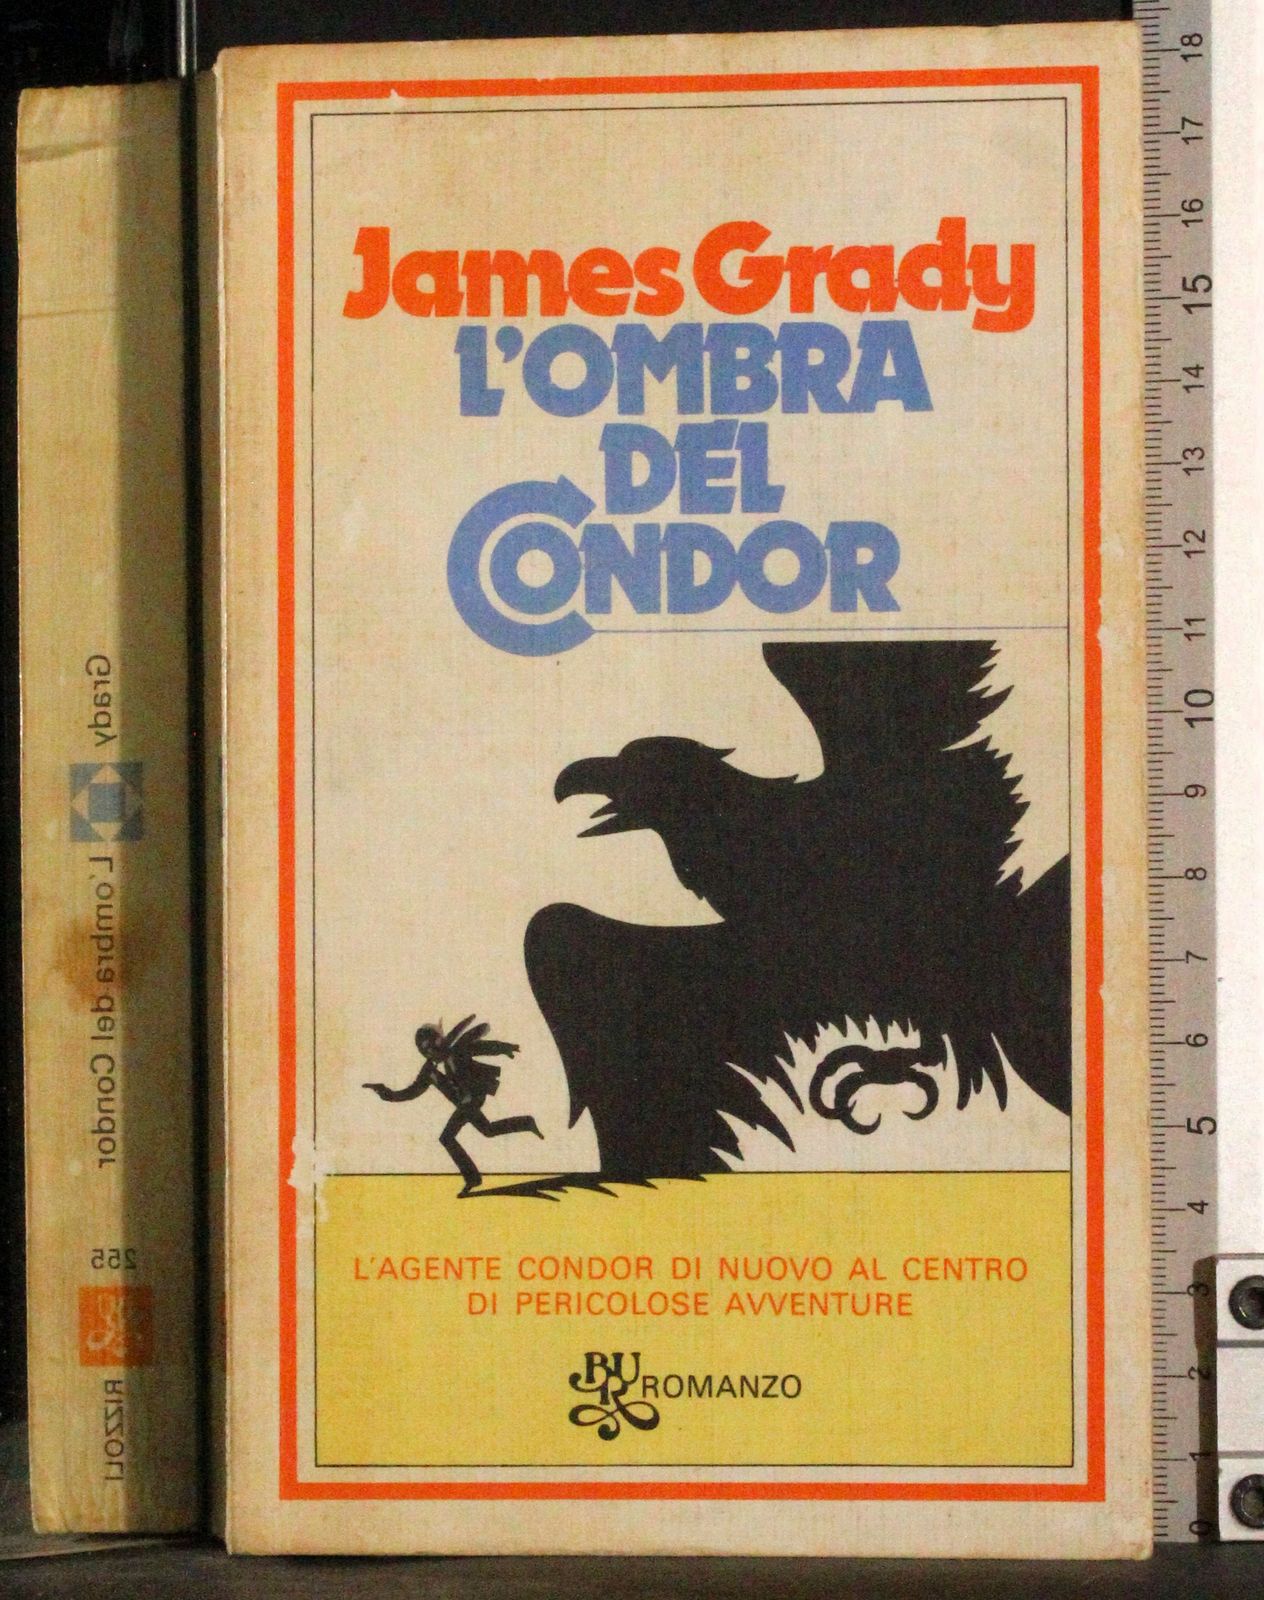 James Grady
L'OMBRA
DEL
CONDOR
L'AGENTE CONDOR DI NUOVO AL CENTRO
DI PERICOLOSE AVVENTURE
BUR ROMANZO
Grady L'ombra del Condor 255 RIZZOLI
18
17
16
15
14
13
12
11
10
9
8
7
6
5
4
3
2
1
0